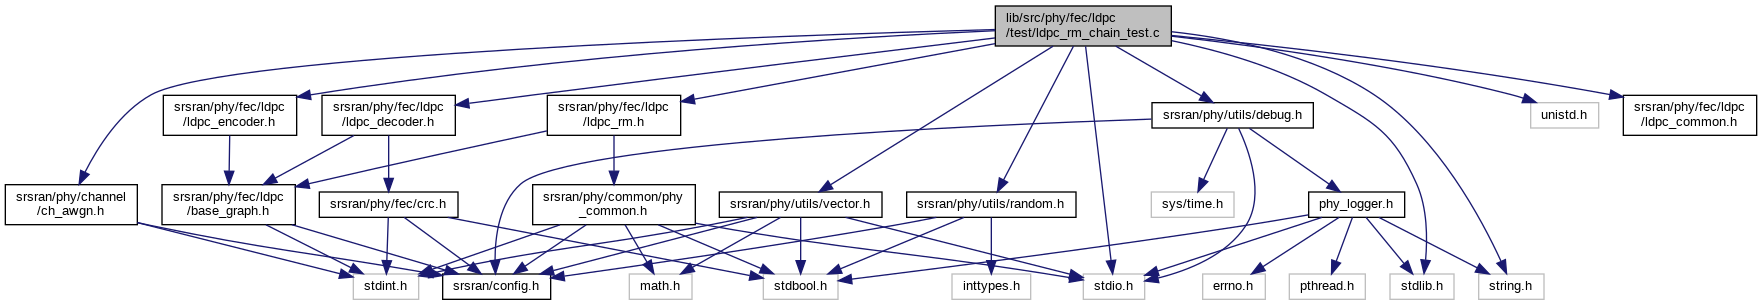 lib/src/phy/fec/ldpc
/test/ldpc_rm_chain_test.c
srsran/phy/fec/ldpc
/ldpc_encoder.h
srsran/phy/fec/ldpc
/ldpc_decoder.h
srsran/phy/fec/ldpc
/ldpc_rm.h
srsran/phy/utils/debug.h
unistd.h
srsran/phy/fec/ldpc
/ldpc_common.h
srsran/phy/channel
/ch_awgn.h
srsran/phy/fec/ldpc
/base_graph.h
srsran/phy/fec/crc.h
srsran/phy/common/phy
_common.h
srsran/phy/utils/vector.h
srsran/phy/utils/random.h
sys/time.h
phy_logger.h
stdint.h
srsran/config.h
math.h
stdbool.h
inttypes.h
stdio.h
errno.h
pthread.h
stdlib.h
string.h